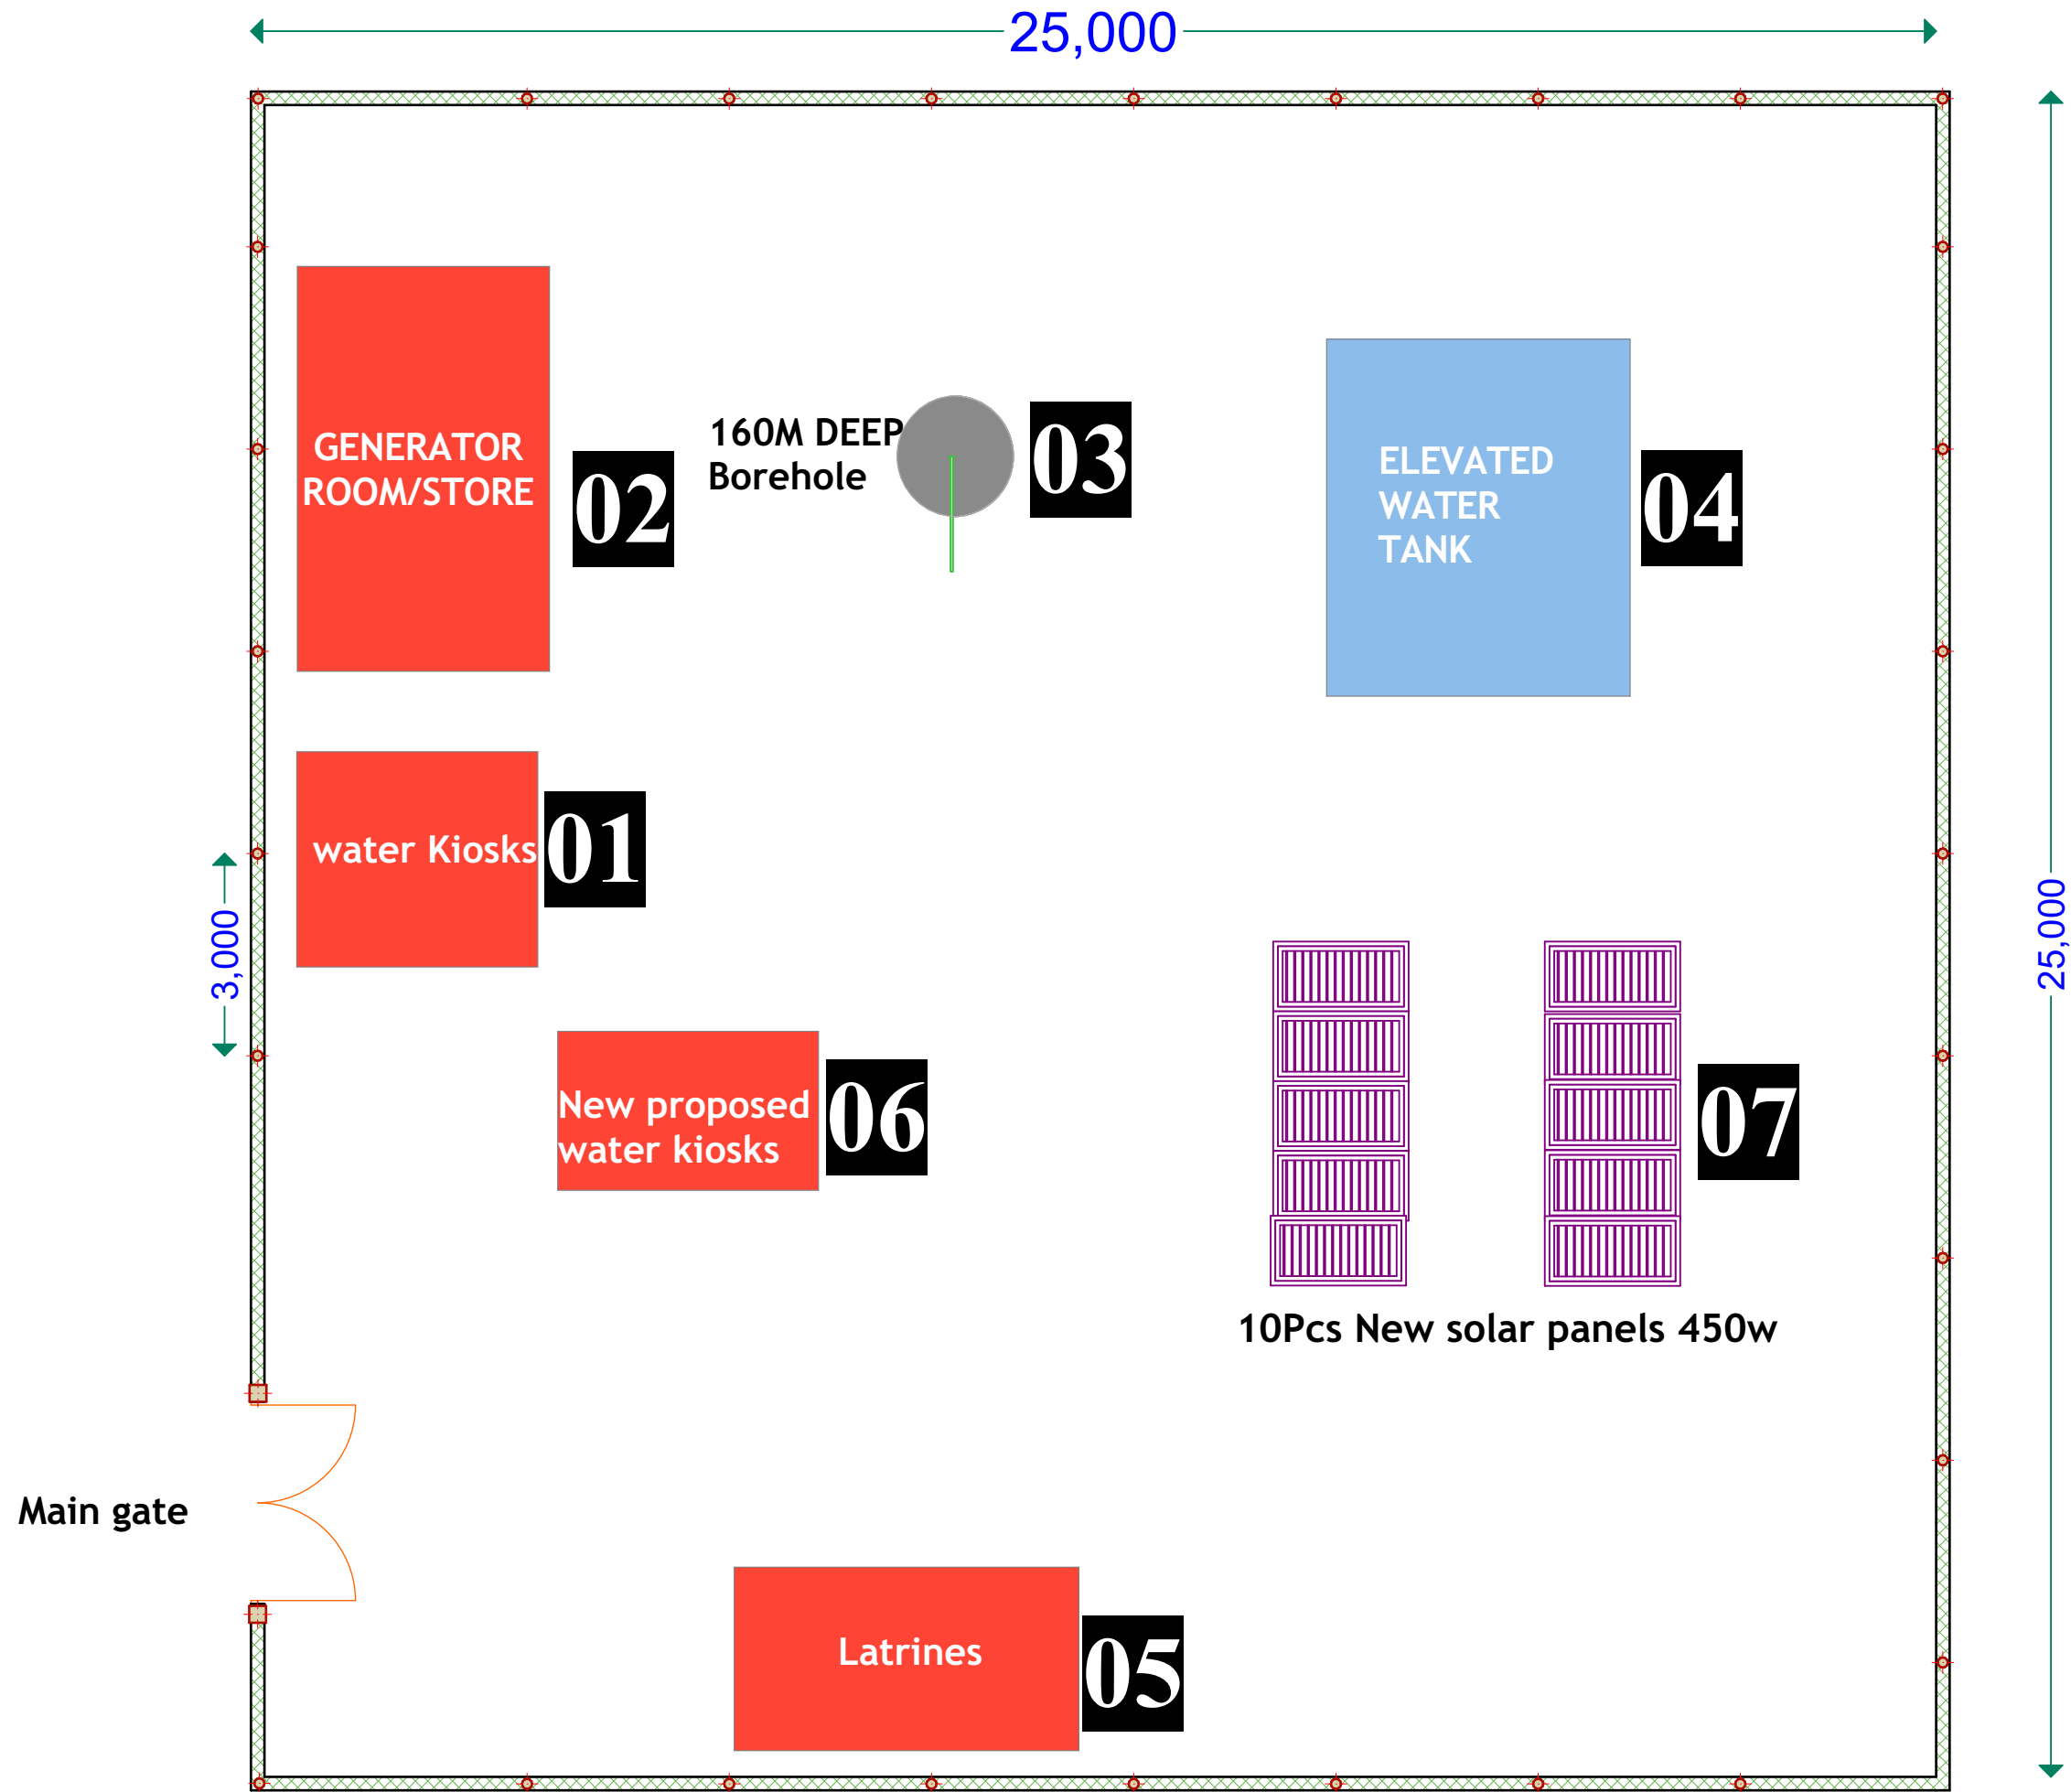 25,000
GENERATOR
ROOM/STORE
02
160M DEEP
Borehole
03
ELEVATED
WATER
TANK
04
water Kiosks
01
3,000
25,000
New proposed
water kiosks
06
07
10Pcs New solar panels 450w
Main gate
Latrines
05